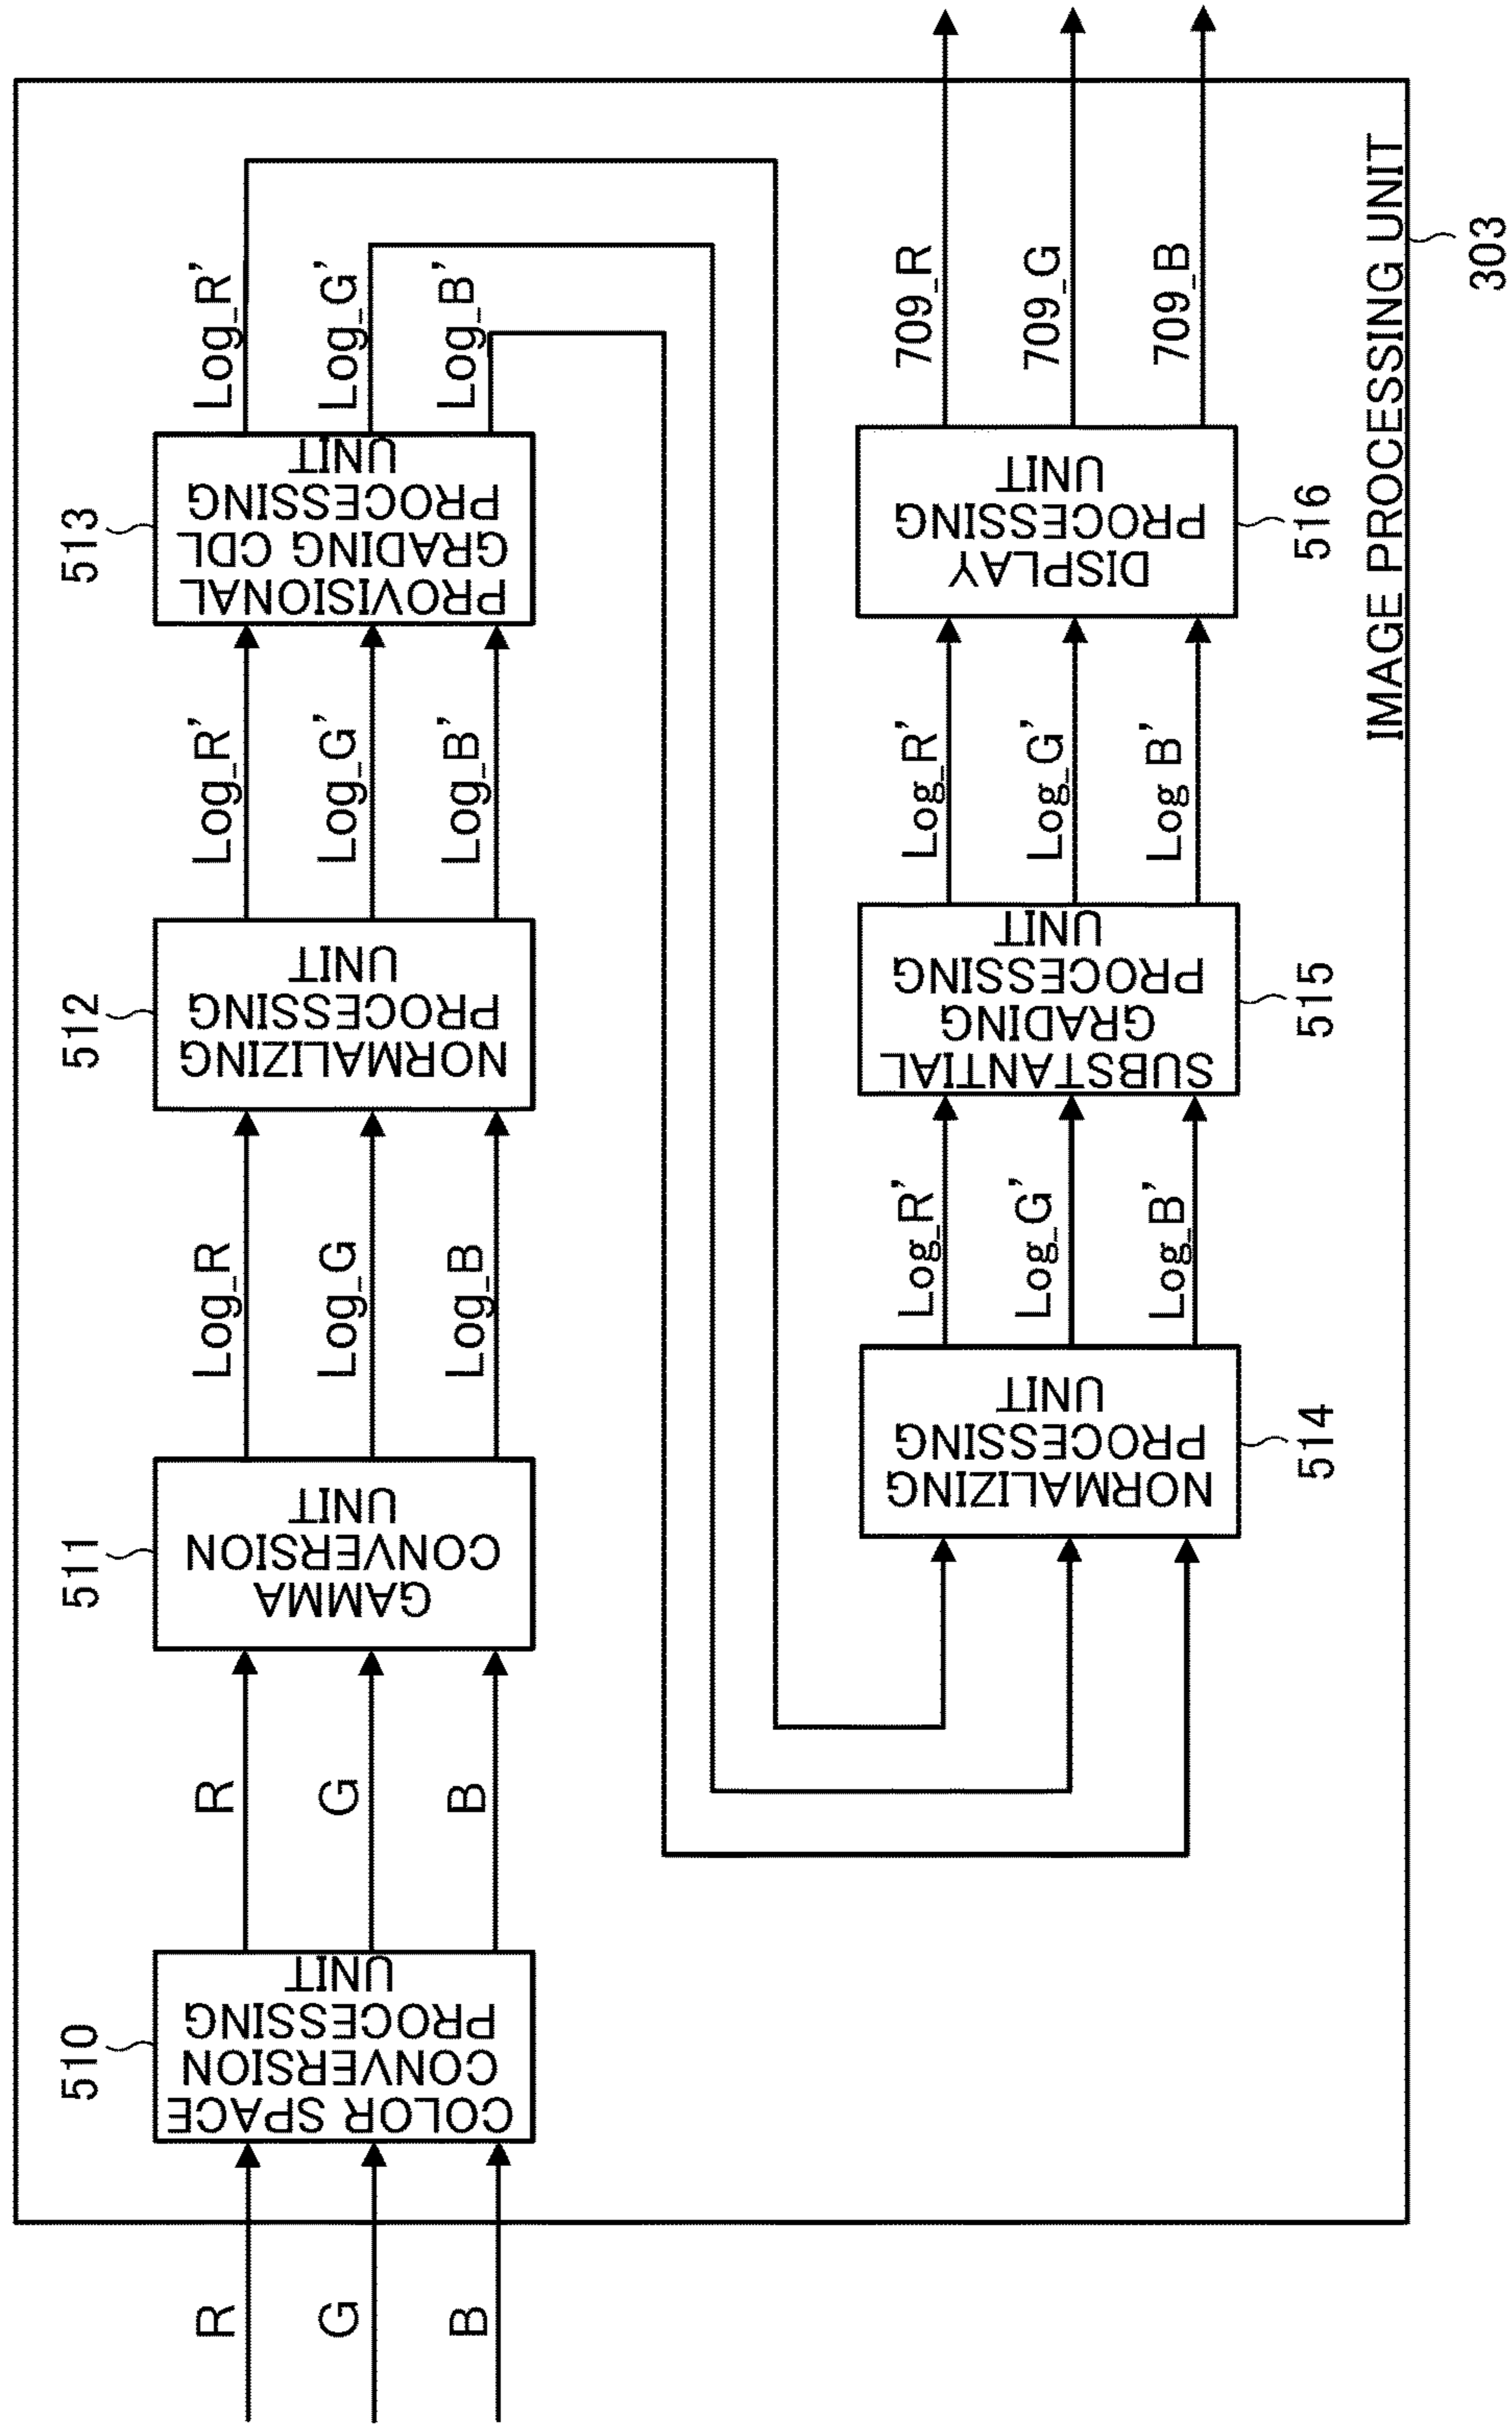 R
G
B
510
COLOR SPACE
CONVERSION
PROCESSING
UNIT
R
G
B
511
GAMMA
CONVERSION
UNIT
Log_R
Log_G
Log_B
512
NORMALIZING
PROCESSING
UNIT
Log_R'
Log_G'
Log_B'
513
PROVISIONAL
GRADING CDL
PROCESSING
UNIT
Log_R'
Log_G'
Log_B'
NORMALIZING
PROCESSING
UNIT
514
Log_R'
Log_G'
Log_B'
SUBSTANTIAL
GRADING
PROCESSING
UNIT
515
Log_R'
Log_G'
Log B'
DISPLAY
PROCESSING
UNIT
516
709_R
709_G
709_B
IMAGE PROCESSING UNIT
303